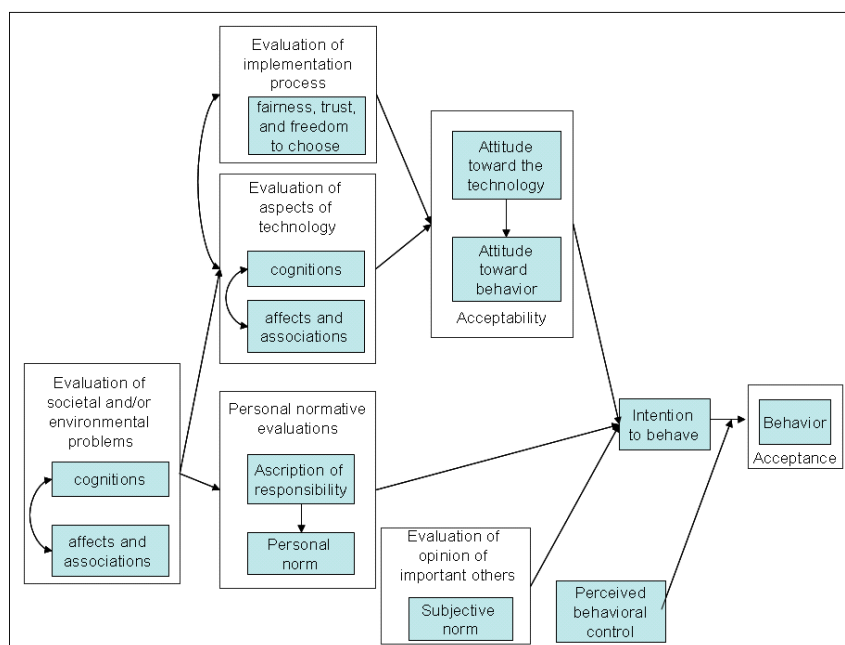 Evaluation of
implementation
process
fairness, trust,
and freedom
to choose
Evaluation of
aspects of
technology
cognitions
affects and
associations
Attitude
toward the
technology
Attitude
toward
behavior
Acceptability
Evaluation of
societal and/or
environmental
problems
cognitions
affects and
associations
Personal normative
evaluations
Ascription of
responsibility
Personal
norm
Evaluation of
opinion of
important others
Subjective
norm
Intention
to behave
Perceived
behavioral
control
Behavior
Acceptance